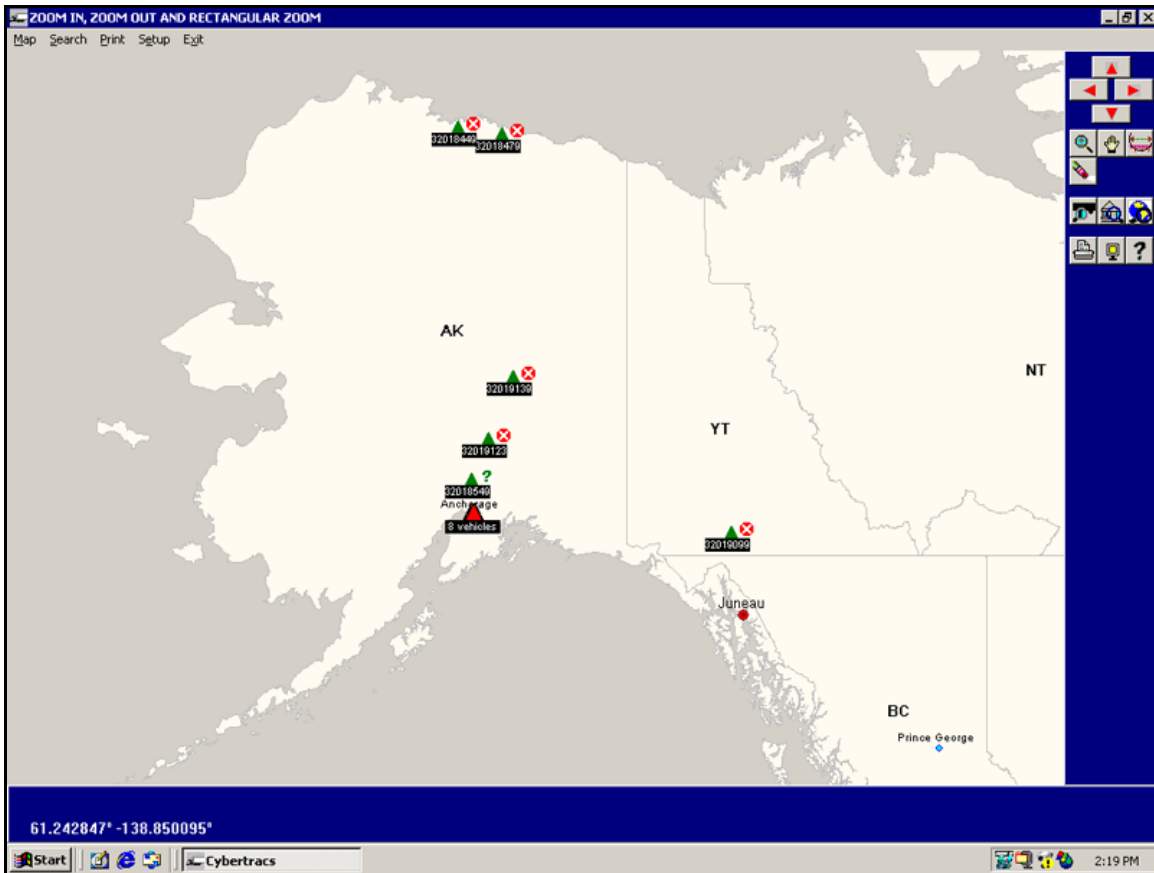 ZOOM IN, ZOOM OUT AND RECTANGULAR ZOOM
Map Search Print Setup Exit
32018449
32018479
AK
NT
32019139
YT
32019123
?
32018549
Anchorage
8 vehicles
32019099
Juneau
BC
Prince George
?
61.242847° -138.850095°
Start
Cybertracs
2:19 PM